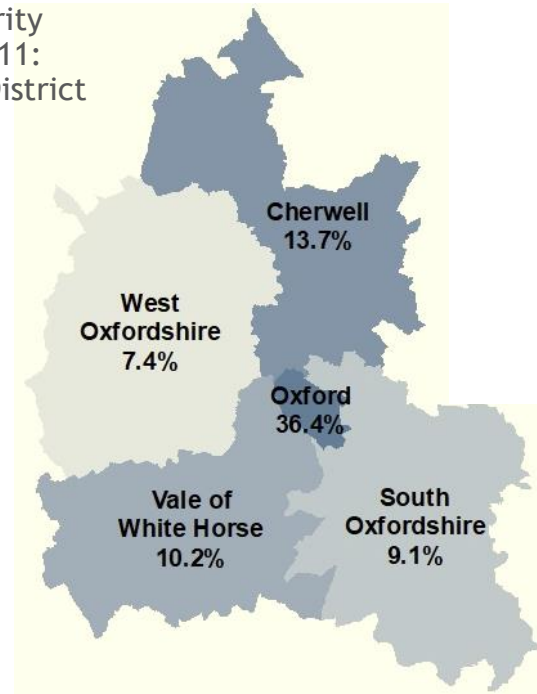 rity
11:
District
Cherwell
13.7%
West
Oxfordshire
7.4%
Oxford
36.4%
Vale of
White Horse
10.2%
South
Oxfordshire
9.1%